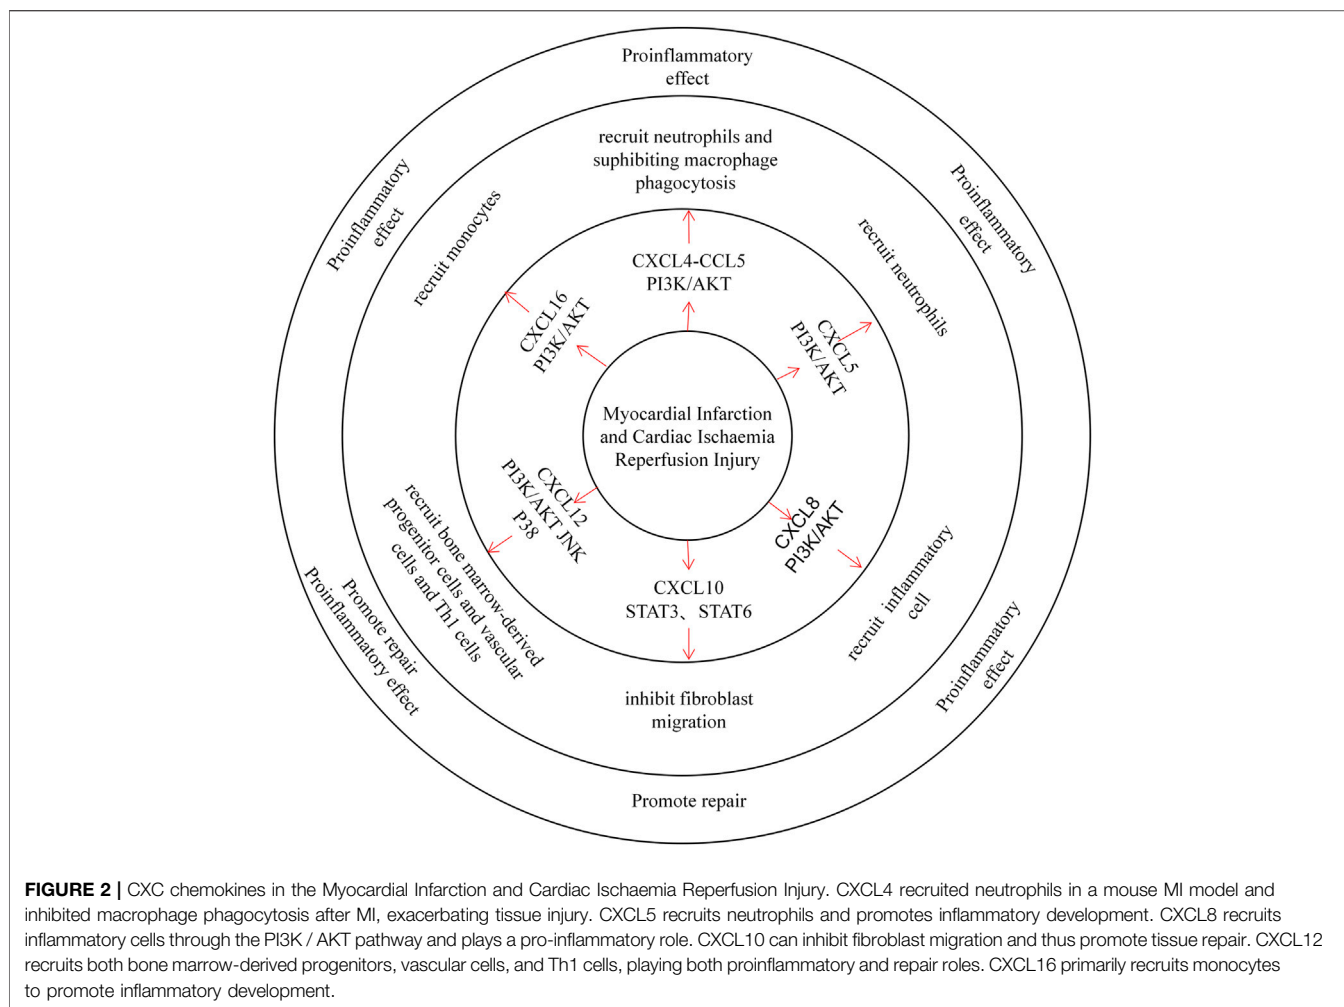 Proinflammatory
effect
recruit neutrophils and
suphibiting macrophage
phagocytosis
Proinflammatory
effect
recruit monocytes
Proinflammatory
effect
recruit neutrophils
CXCL4-CCL5
PI3K/AKT
CXCL16
PI3K/AKT
CXCL5
PI3K/AKT
Myocardial Infarction
and Cardiac Ischaemia
Reperfusion Injury
CXCL12
PI3K/AKT JNK
P38
CXCL8
PI3K/AKT
CXCL10
STAT3、STAT6
recruit bone marrow-derived
progenitor cells and vascular
cells and Th1 cells
Promote repair
Proinflammatory effect
recruit inflammatory
cell
Proinflammatory
effect
inhibit fibroblast
migration
Promote repair
FIGURE 2 | CXC chemokines in the Myocardial Infarction and Cardiac Ischaemia Reperfusion Injury. CXCL4 recruited neutrophils in a mouse MI model and
inhibited macrophage phagocytosis after MI, exacerbating tissue injury. CXCL5 recruits neutrophils and promotes inflammatory development. CXCL8 recruits
inflammatory cells through the PI3K / AKT pathway and plays a pro-inflammatory role. CXCL10 can inhibit fibroblast migration and thus promote tissue repair. CXCL12
recruits both bone marrow-derived progenitors, vascular cells, and Th1 cells, playing both proinflammatory and repair roles. CXCL16 primarily recruits monocytes
to promote inflammatory development.